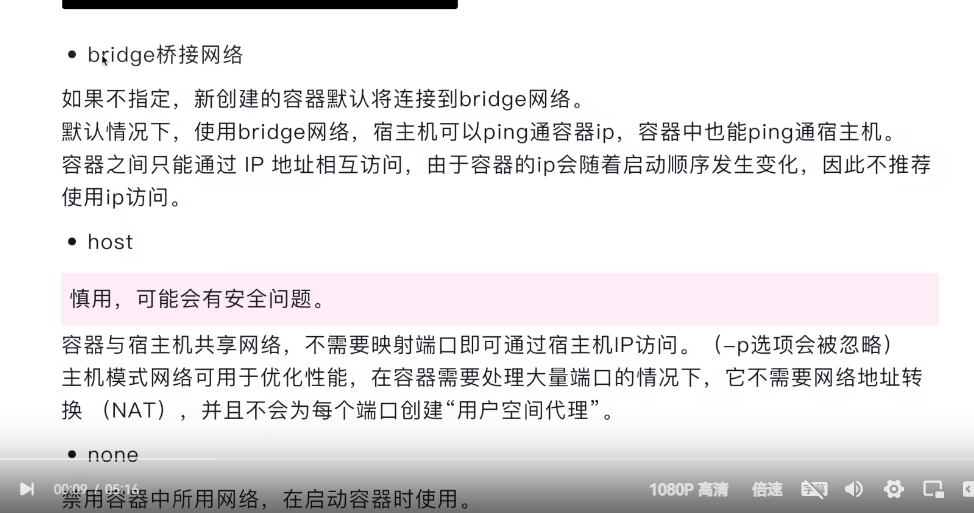 • bridge桥接网络
如果不指定，新创建的容器默认将连接到bridge网络。
默认情况下，使用bridge网络，宿主机可以ping通容器ip，容器中也能ping通宿主机。
容器之间只能通过 IP 地址相互访问，由于容器的ip会随着启动顺序发生变化，因此不推荐
使用ip访问。
• host
慎用，可能会有安全问题。
容器与宿主机共享网络，不需要映射端口即可通过宿主机IP访问。（-p选项会被忽略）
主机模式网络可用于优化性能，在容器需要处理大量端口的情况下，它不需要网络地址转
换 （NAT），并且不会为每个端口创建“用户空间代理”。
• none
00:09 / 05:16 1080P 高清 倍速
禁用容器中所用网络，在启动容器时使用。